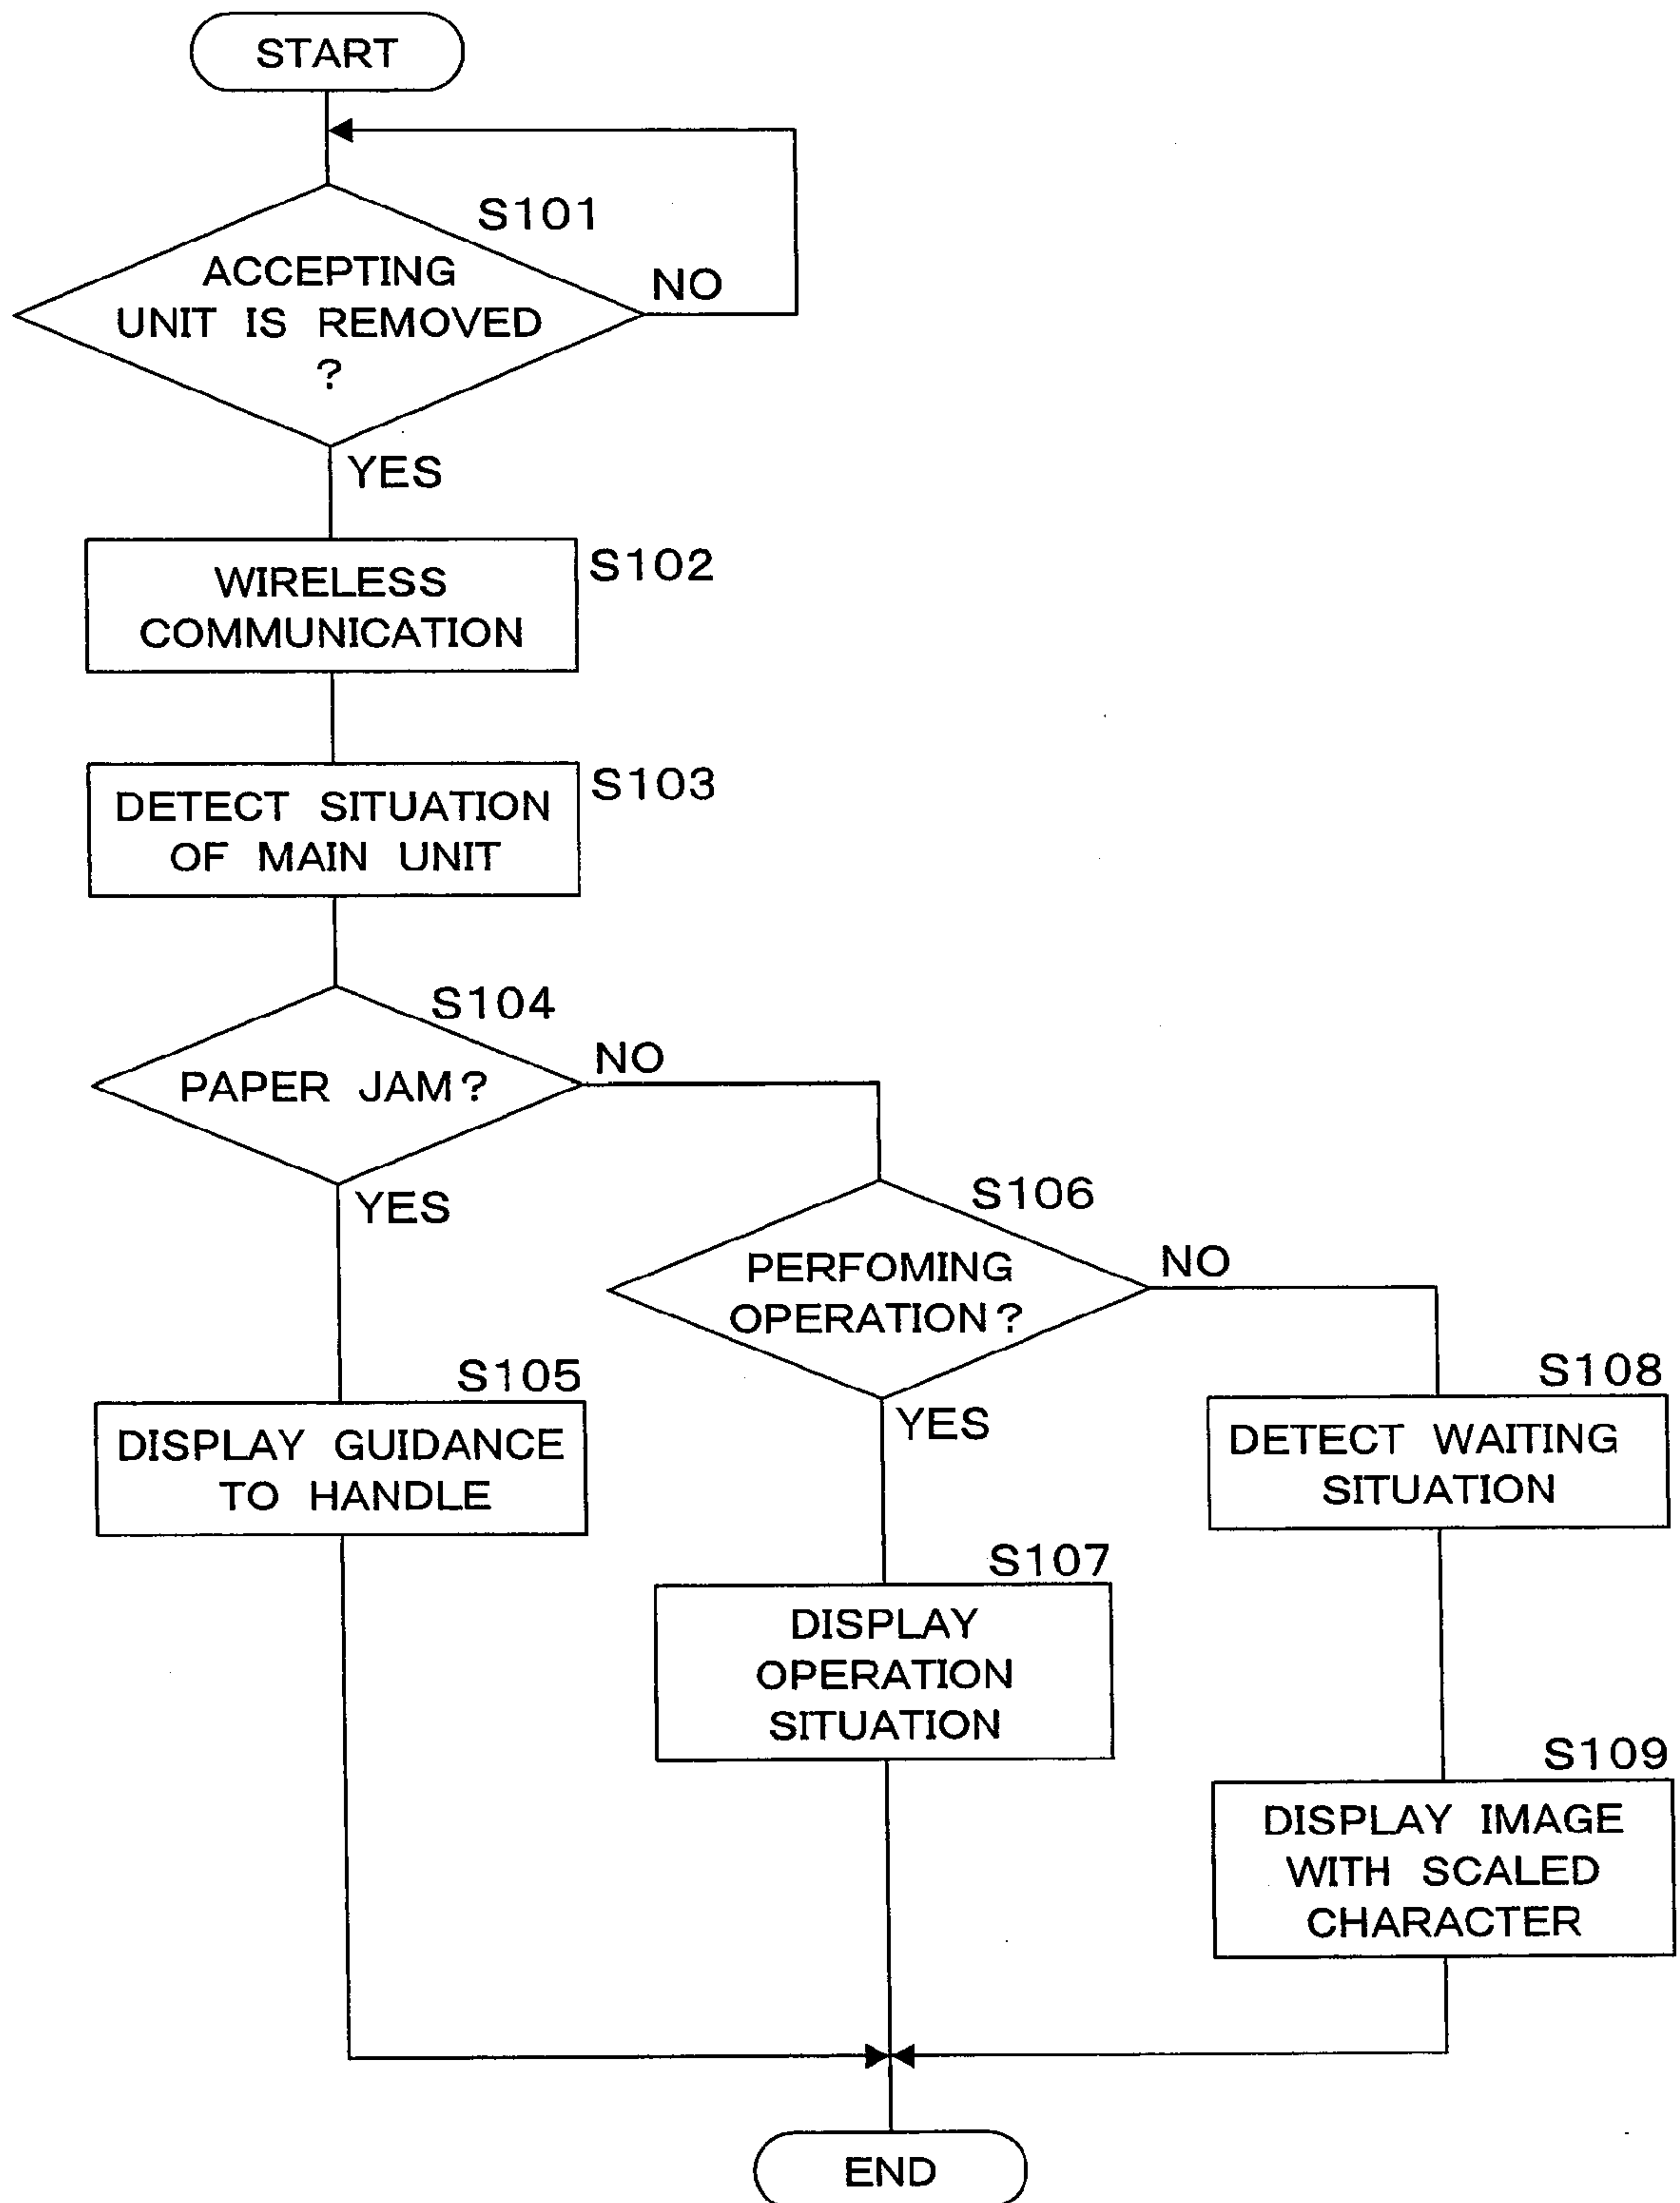 START
S101
ACCEPTING
UNIT IS REMOVED
?
NO
YES
WIRELESS
COMMUNICATION
S102
DETECT SITUATION
OF MAIN UNIT
S103
S104
PAPER JAM?
NO
YES
S106
PERFOMING
OPERATION?
NO
YES
S105
DISPLAY GUIDANCE
TO HANDLE
S108
DETECT WAITING
SITUATION
S107
DISPLAY
OPERATION
SITUATION
S109
DISPLAY IMAGE
WITH SCALED
CHARACTER
END